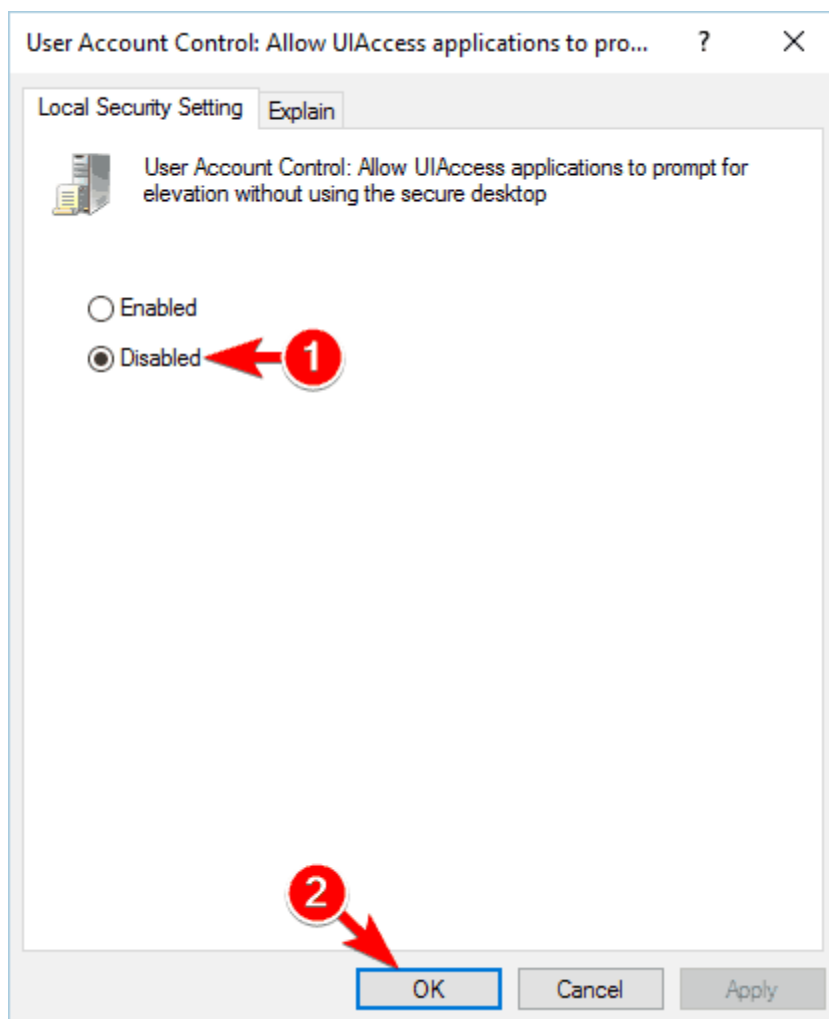 User Account Control: Allow UIAccess applications to pro... ? ✕
Local Security Setting Explain
User Account Control: Allow UIAccess applications to prompt for
elevation without using the secure desktop
Enabled
Disabled 1
2
OK Cancel Apply